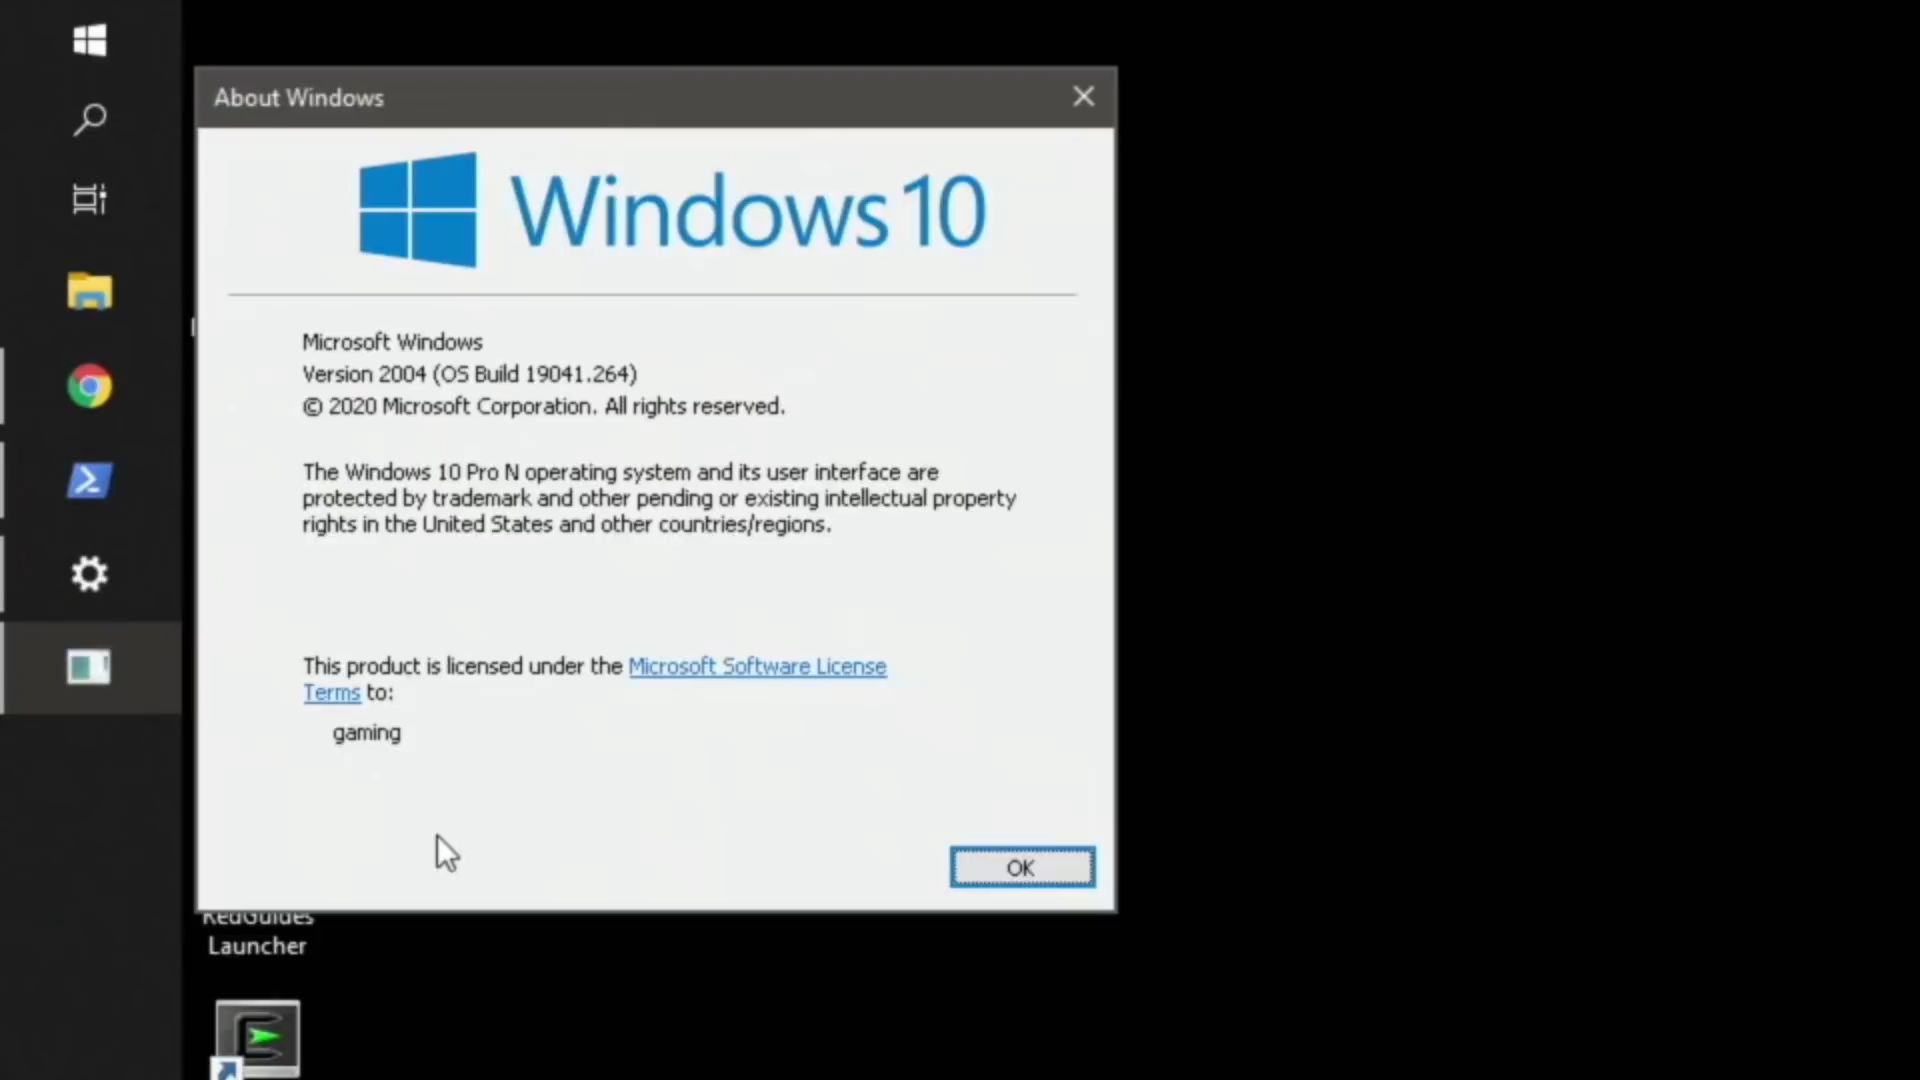 About Windows
Windows 10
Microsoft Windows
Version 2004 (OS Build 19041.264)
© 2020 Microsoft Corporation. All rights reserved.
The Windows 10 Pro N operating system and its user interface are
protected by trademark and other pending or existing intellectual property
rights in the United States and other countries/regions.
This product is licensed under the Microsoft Software License
Terms to:
gaming
OK
RedGuides
Launcher